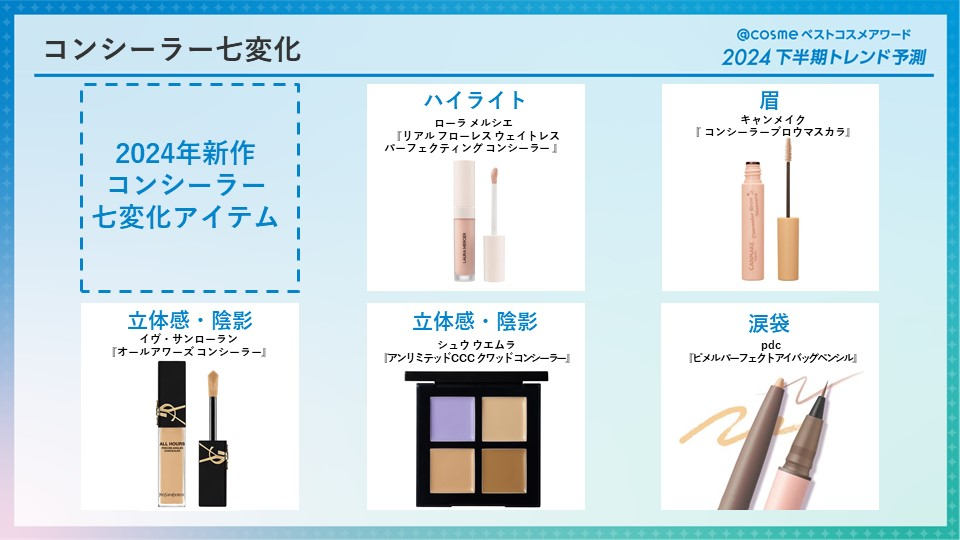 コンシーラー七変化
@cosme ベストコスメアワード
2024 下半期トレンド予測
2024年新作
コンシーラー
七変化アイテム
ハイライト
ローラ メルシエ
『リアル フローレス ウェイトレス
パーフェクティング コンシーラー 』
LAURA MERCIER
眉
キャンメイク
『 コンシーラーブロウマスカラ』
CANMAKE
立体感・陰影
イヴ・サンローラン
『オールアワーズ コンシーラー』
ALL HOURS
立体感・陰影
シュウ ウエムラ
『アンリミテッドCCC クワッド コンシーラー』
涙袋
pdc
『ピメルパーフェクトアイバッグペンシル』